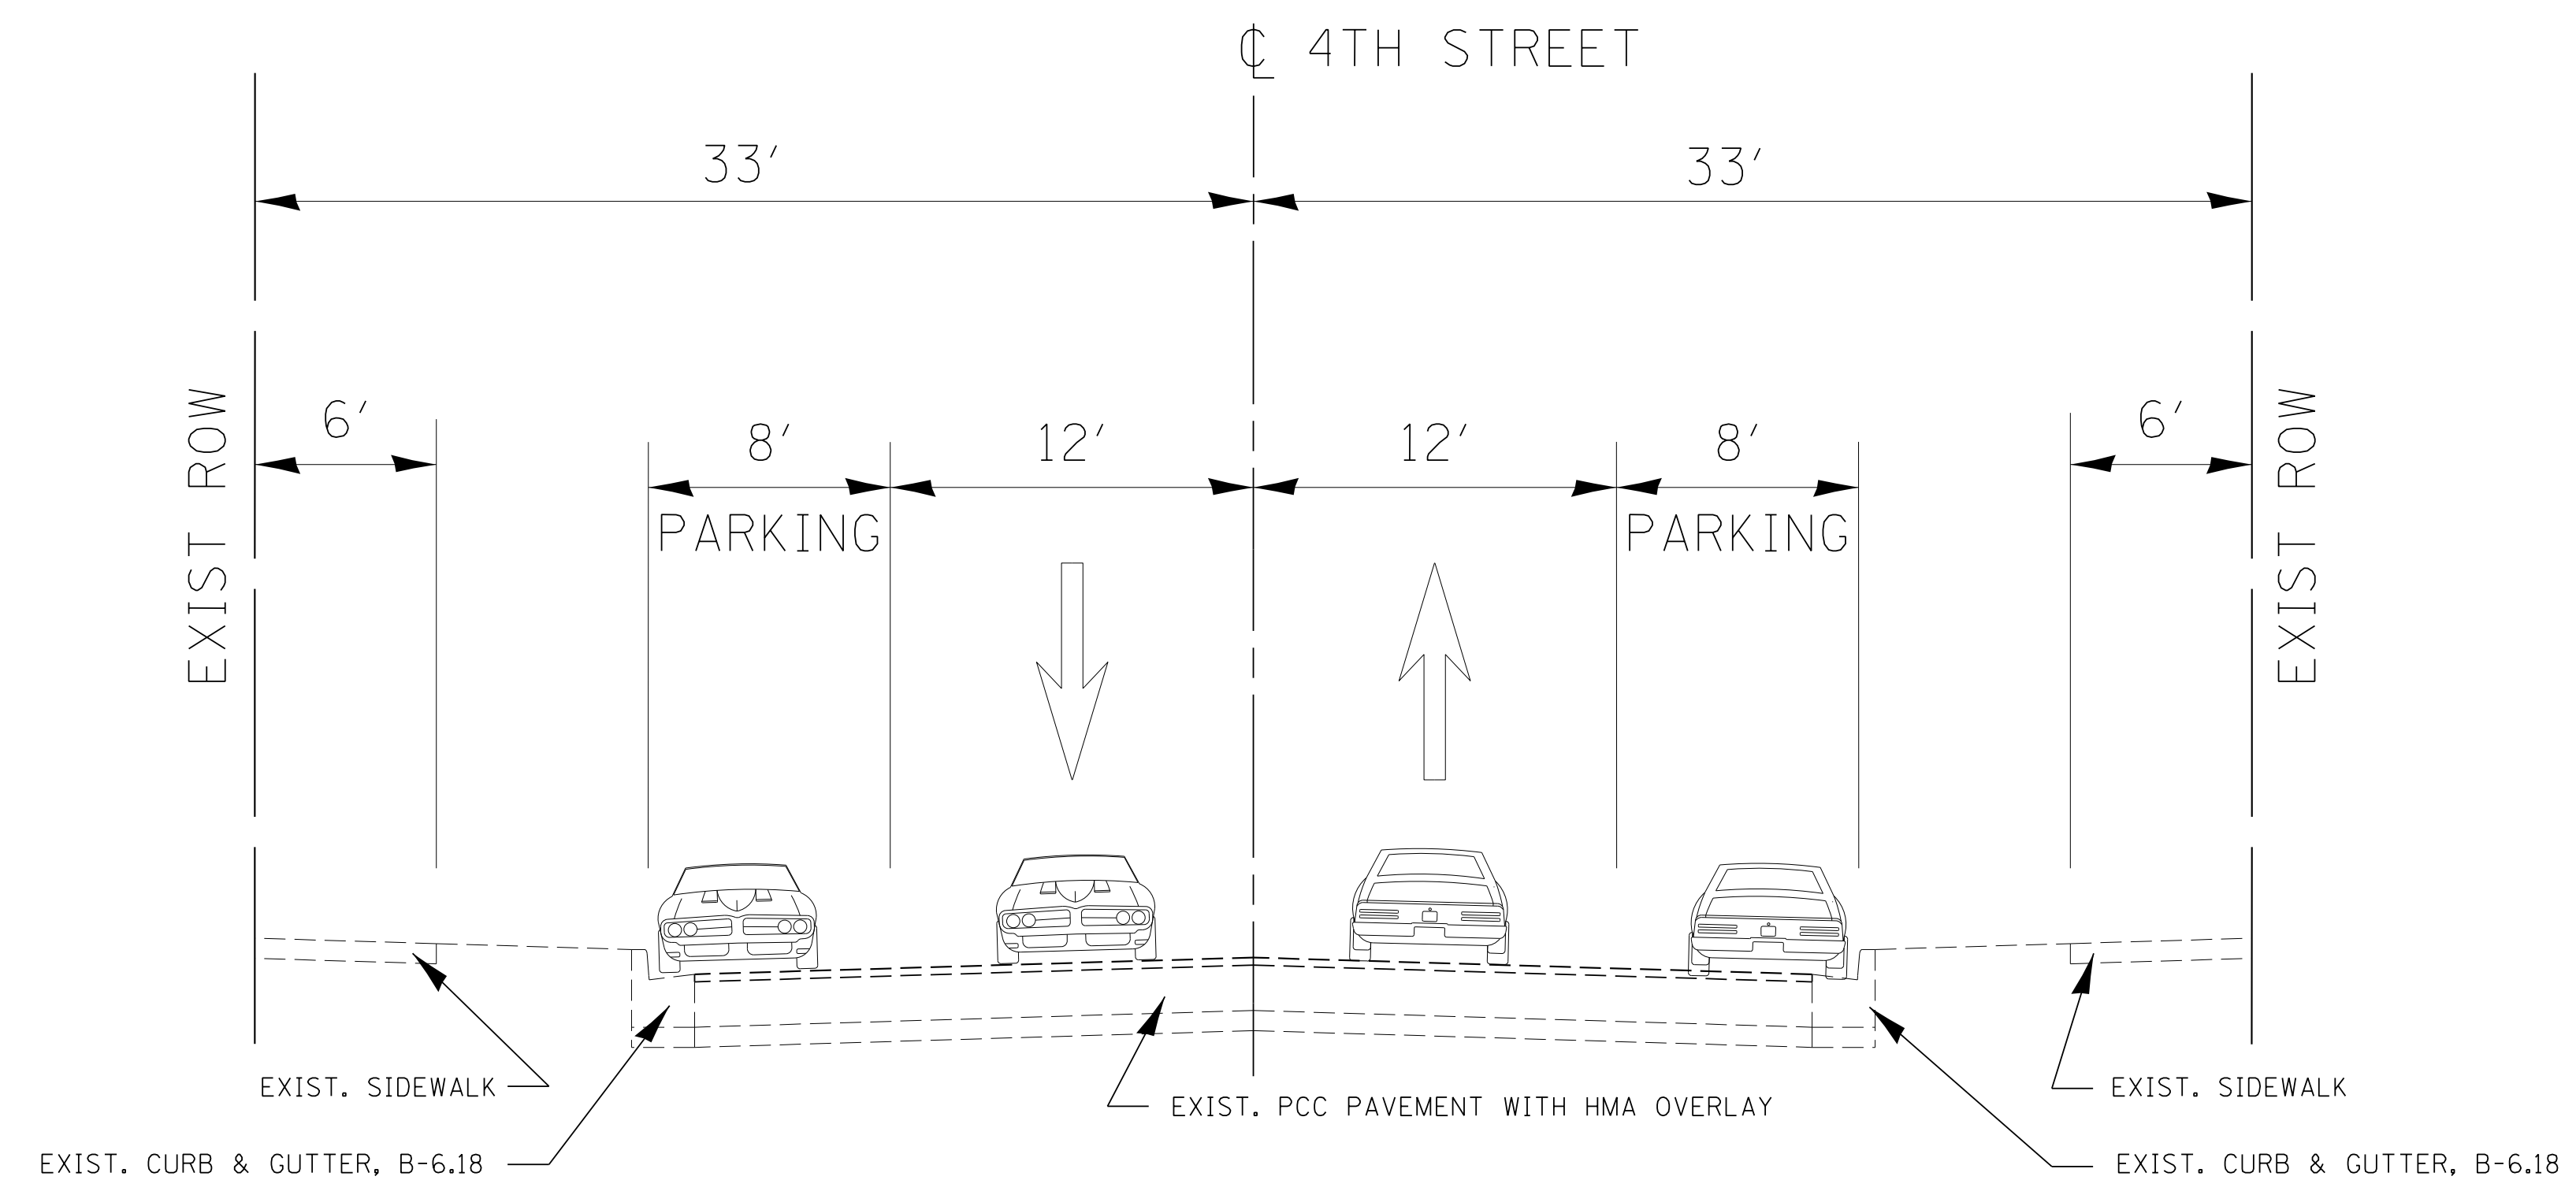 ℄ 4TH STREET
33'
33'
6'
8'
12'
12'
8'
6'
PARKING
PARKING
EXIST ROW
EXIST ROW
EXIST. SIDEWALK
EXIST. SIDEWALK
EXIST. PCC PAVEMENT WITH HMA OVERLAY
EXIST. CURB & GUTTER, B-6.18
EXIST. CURB & GUTTER, B-6.18